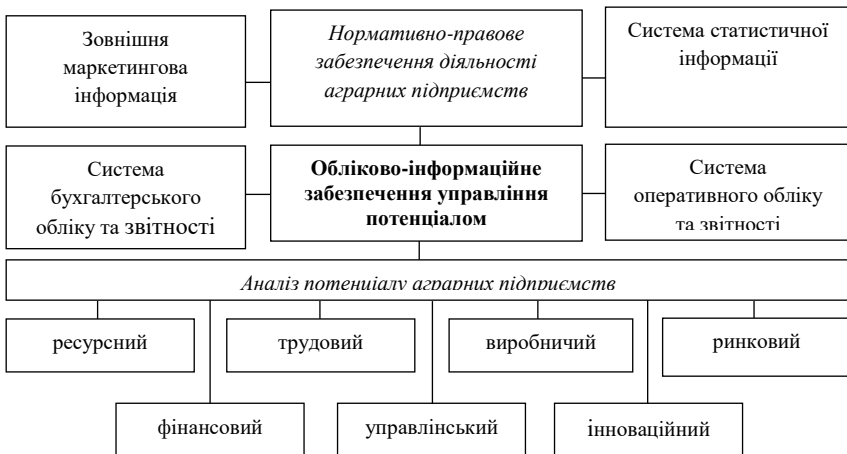 Зовнішня
маркетингова
інформація
Нормативно-правове
забезпечення діяльності
аграрних підприємств
Система статистичної
інформації
Система
бухгалтерського
обліку та звітності
Обліково-інформаційне
забезпечення управління
потенціалом
Система
оперативного обліку
та звітності
Аналіз потенціалу аграрних підприємств
ресурсний
трудовий
виробничий
ринковий
фінансовий
управлінський
інноваційний